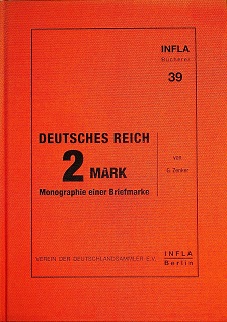 INFLA.
Bücherei
39
DEUTSCHES REICH
2 MARK
Monographie einer Briefmarke
von
G. Zenker
VEREIN DER DEUTSCHLANDSAMMLER E.V.
INFLA
Berlin